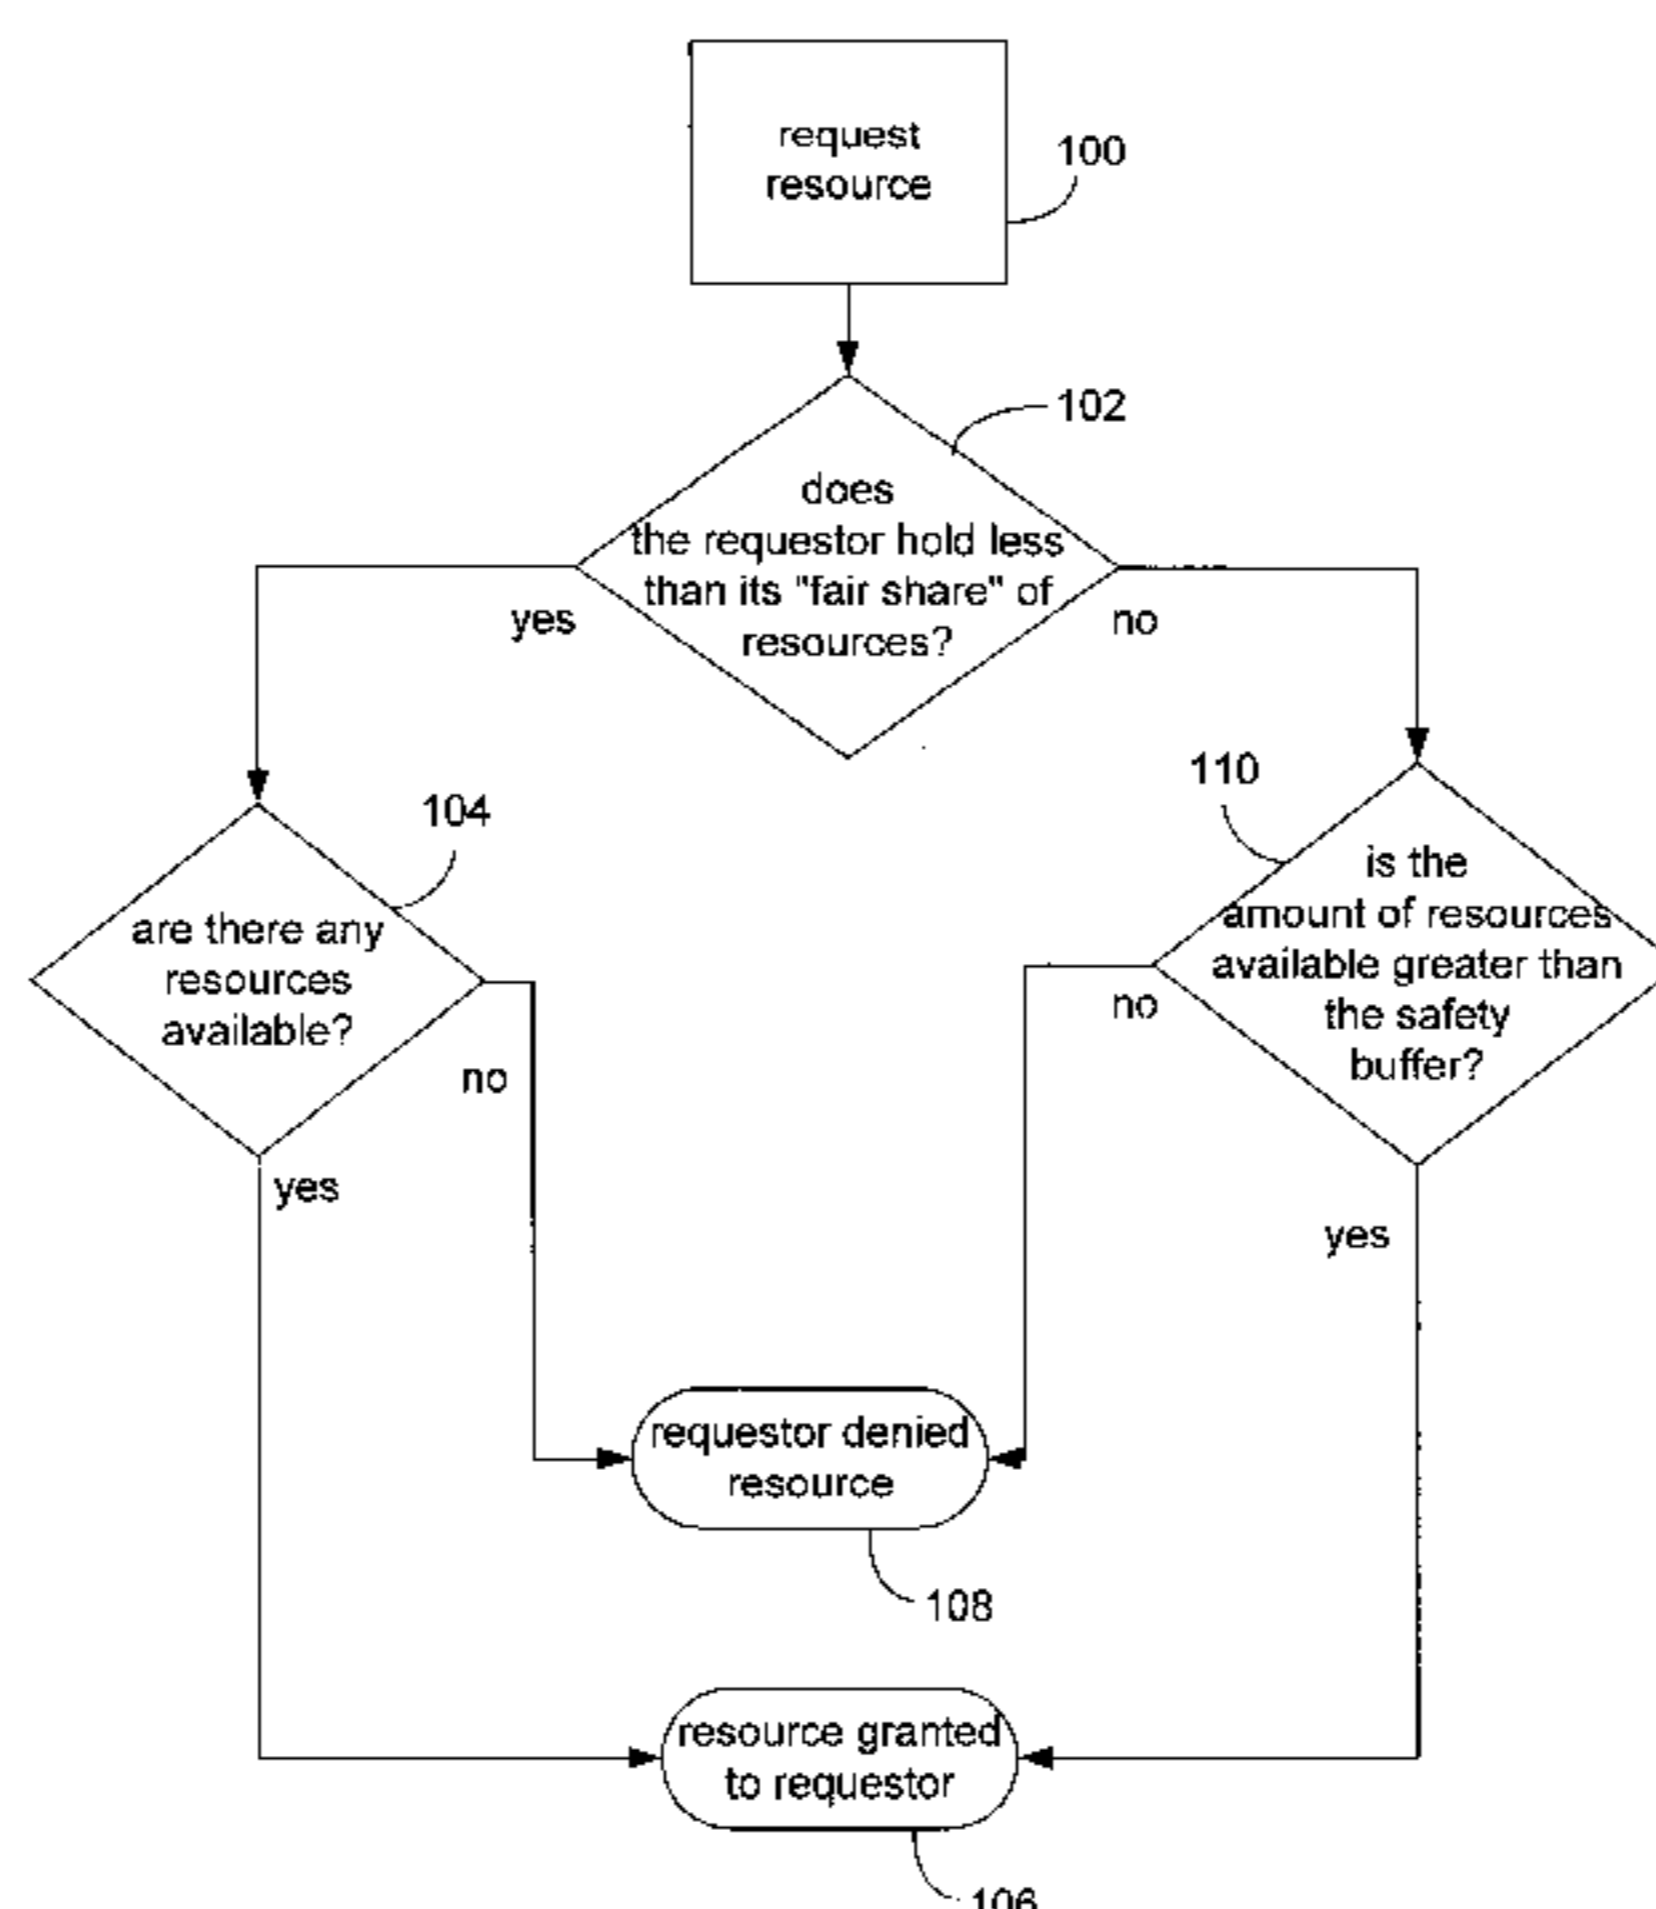 request
resource
100
102
does
the requestor hold less
than its "fair share" of
resources?
yes
no
104
110
are there any
resources
available?
is the
amount of resources
available greater than
the safety
buffer?
no
no
yes
yes
requestor denied
resource
108
resource granted
to requestor
106